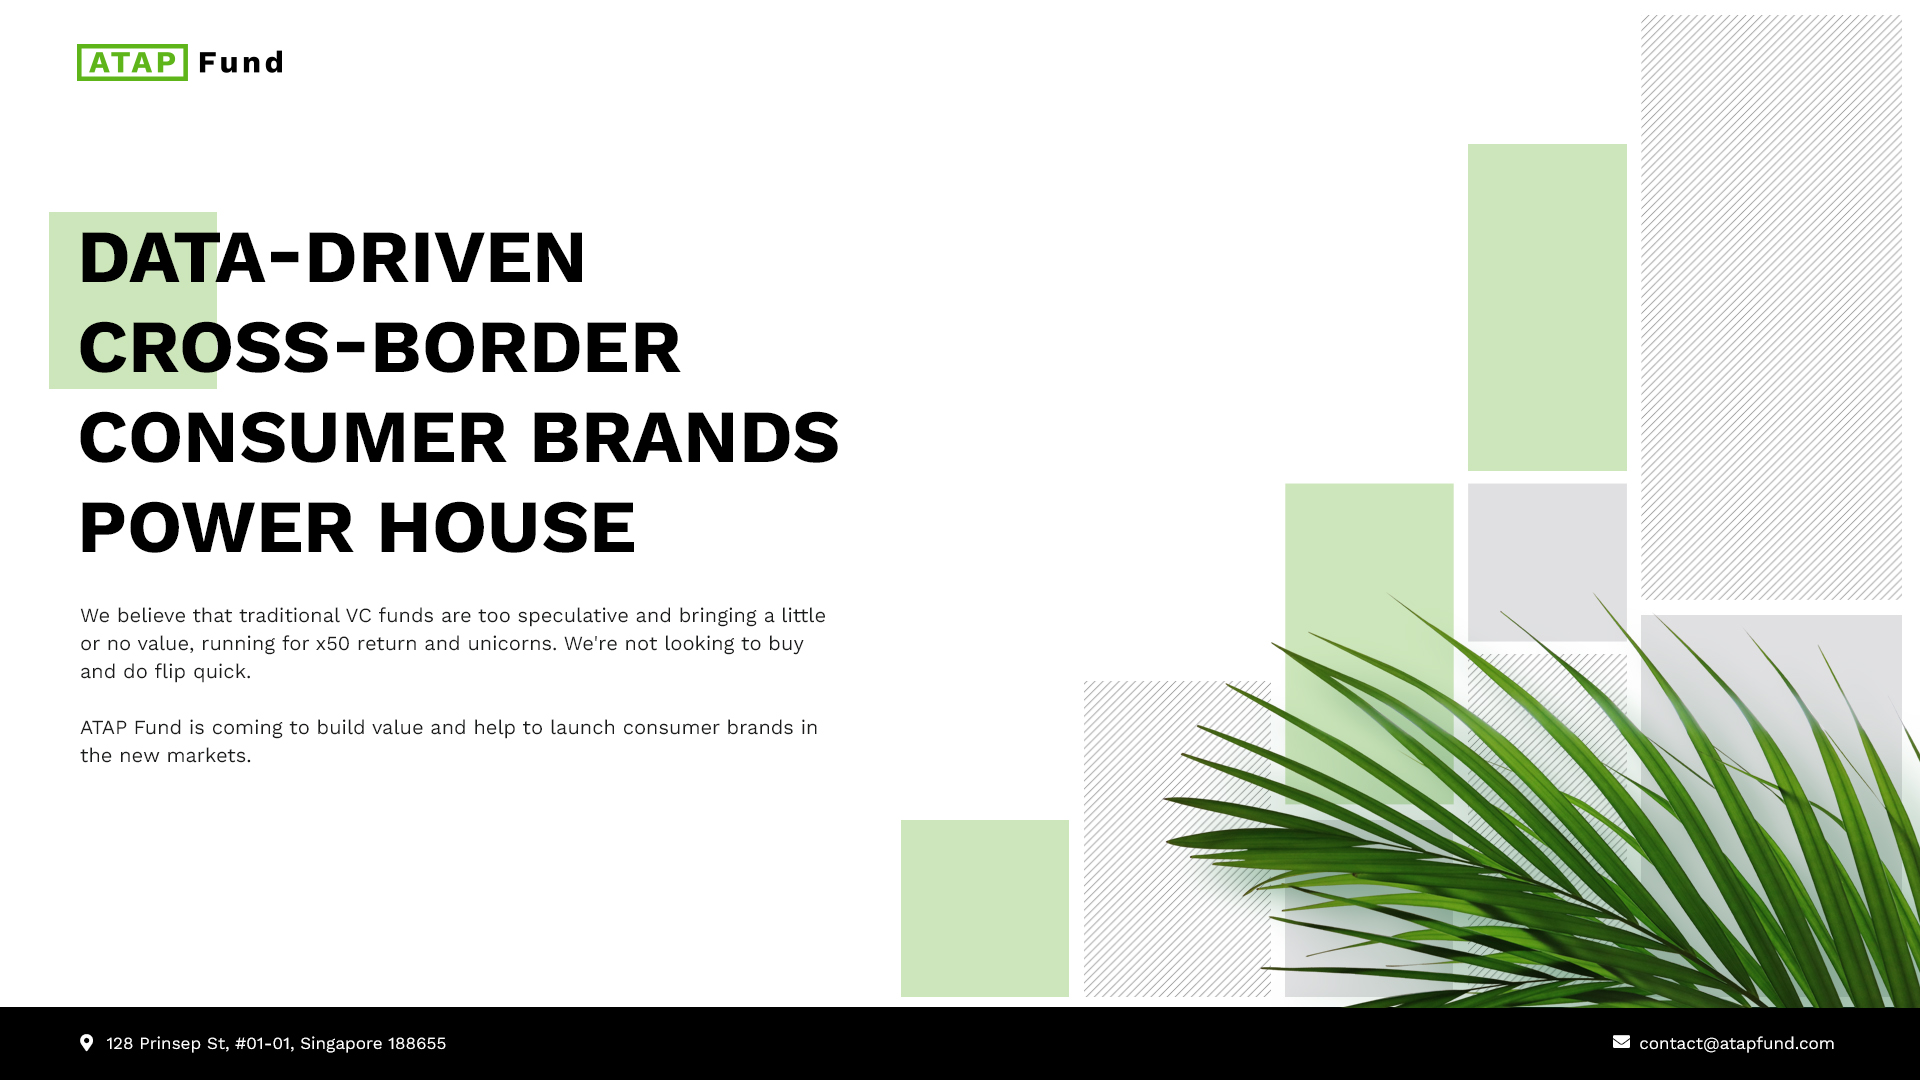 ATAP Fund
DATA-DRIVEN
CROSS-BORDER
CONSUMER BRANDS
POWER HOUSE
We believe that traditional VC funds are too speculative and bringing a little
or no value, running for x50 return and unicorns. We're not looking to buy
and do flip quick.
ATAP Fund is coming to build value and help to launch consumer brands in
the new markets.
128 Prinsep St, #01-01, Singapore 188655
contact@atapfund.com